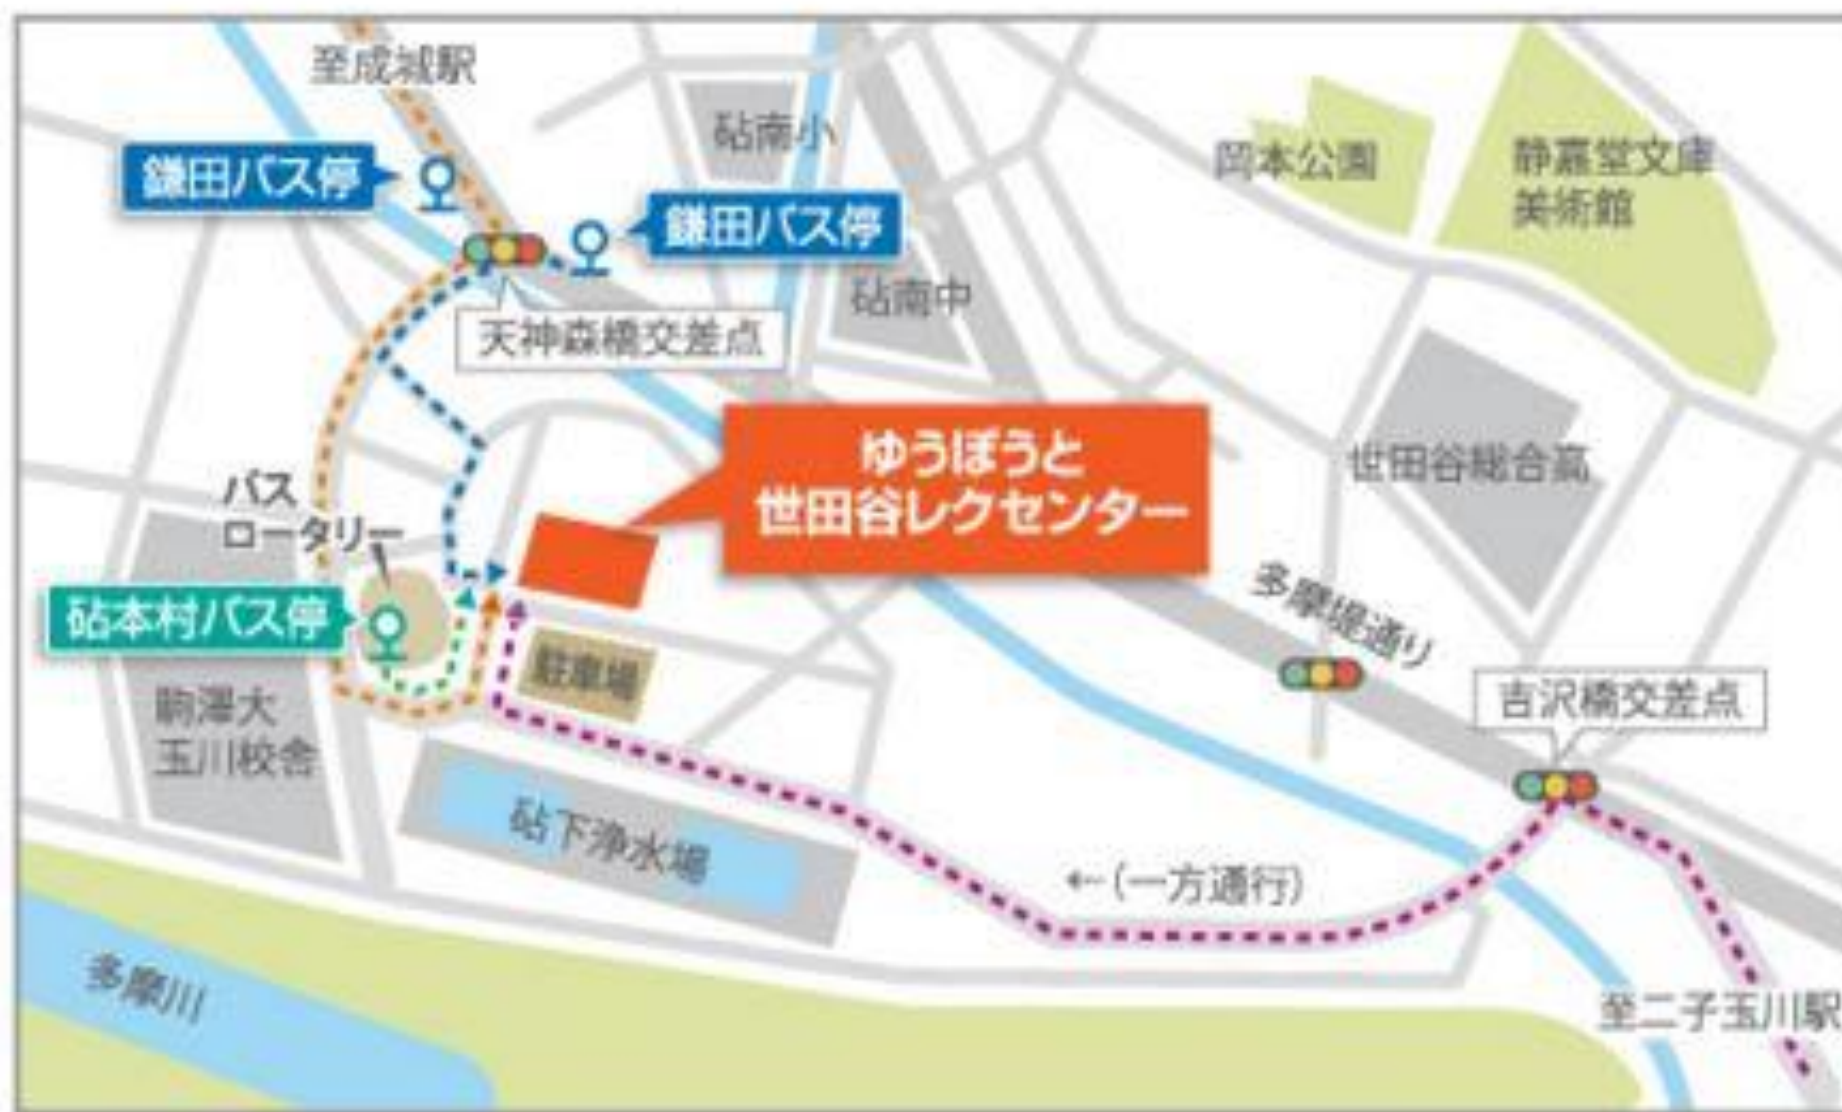 至成城駅
砧南小
鎌田バス停
鎌田バス停
岡本公園
静嘉堂文庫
美術館
砧南中
天神森橋交差点
ゆうぽうと
世田谷レクセンター
世田谷総合高
バス
ロータリー
砧本村バス停
多摩堤通り
駐車場
吉沢橋交差点
駒澤大
玉川校舎
砧下浄水場
←(一方通行)
多摩川
至二子玉川駅